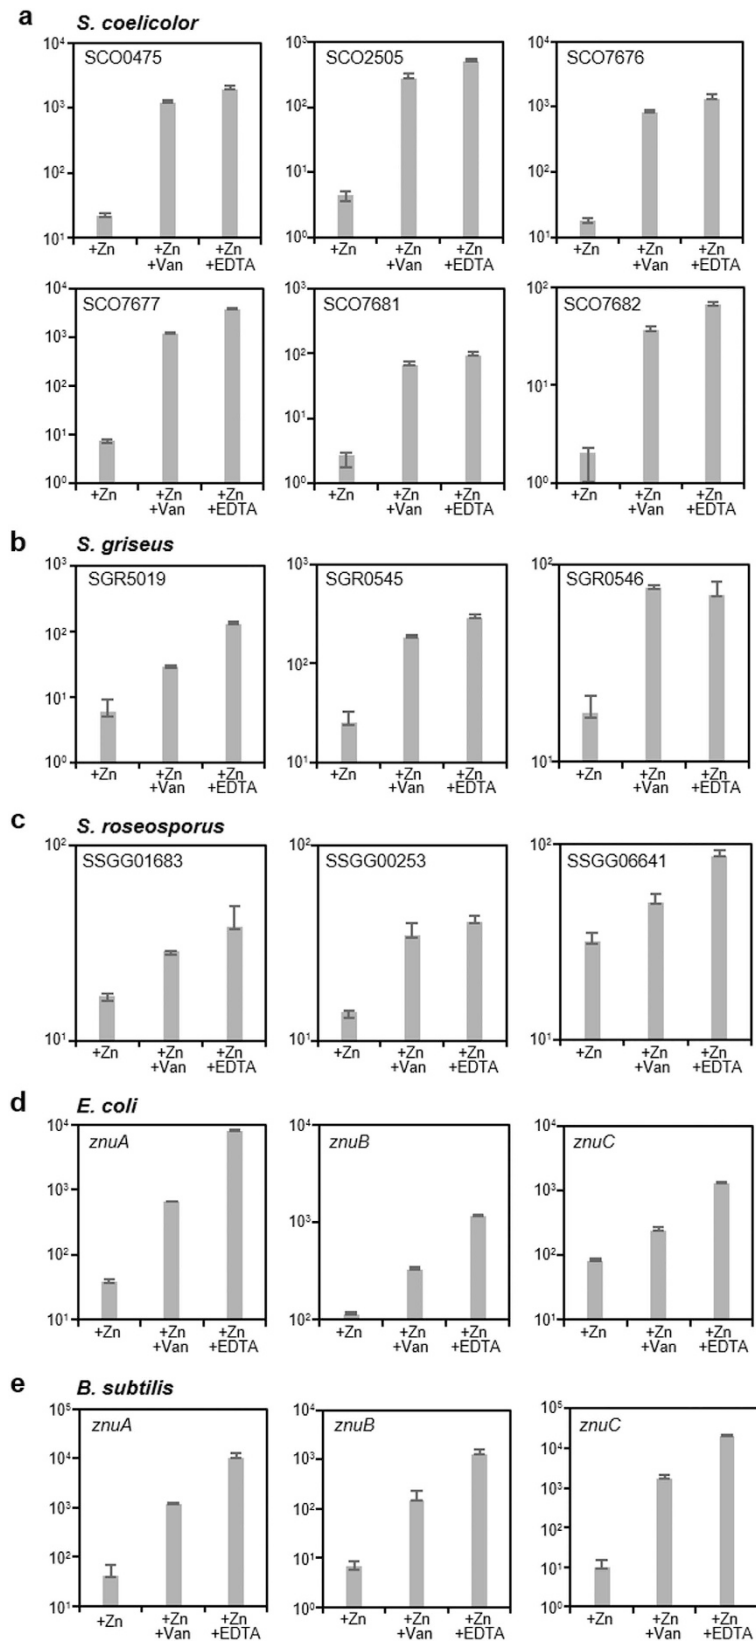 a S. coelicolor
10⁴ 10³ 10⁴
SCO0475 SCO2505 SCO7676
10³ 10² 10³
10² 10¹ 10²
10¹ 10⁰ 10¹
+Zn +Zn +Zn +Zn +Zn +Zn +Zn +Zn +Zn
+Van +EDTA +Van +EDTA +Van +EDTA
10⁴ 10³ 10²
SCO7677 SCO7681 SCO7682
10³ 10² 10¹
10² 10¹
10¹
10⁰ 10⁰ 10⁰
+Zn +Zn +Zn +Zn +Zn +Zn +Zn +Zn +Zn
+Van +EDTA +Van +EDTA +Van +EDTA
b S. griseus
10³ 10³ 10²
SGR5019 SGR0545 SGR0546
10² 10²
10¹
10⁰ 10¹ 10¹
+Zn +Zn +Zn +Zn +Zn +Zn +Zn +Zn +Zn
+Van +EDTA +Van +EDTA +Van +EDTA
c S. roseosporus
10² 10² 10²
SSGG01683 SSGG00253 SSGG06641
10¹ 10¹ 10¹
+Zn +Zn +Zn +Zn +Zn +Zn +Zn +Zn +Zn
+Van +EDTA +Van +EDTA +Van +EDTA
d E. coli
10⁴ 10⁴ 10⁴
znuA znuB znuC
10³ 10³ 10³
10² 10²
10¹ 10² 10¹
+Zn +Zn +Zn +Zn +Zn +Zn +Zn +Zn +Zn
+Van +EDTA +Van +EDTA +Van +EDTA
e B. subtilis
10⁵ 10⁴ 10⁵
znuA znuB znuC
10⁴ 10³ 10⁴
10³ 10² 10³
10² 10¹ 10²
10¹
10¹ 10⁰ 10⁰
+Zn +Zn +Zn +Zn +Zn +Zn +Zn +Zn +Zn
+Van +EDTA +Van +EDTA +Van +EDTA